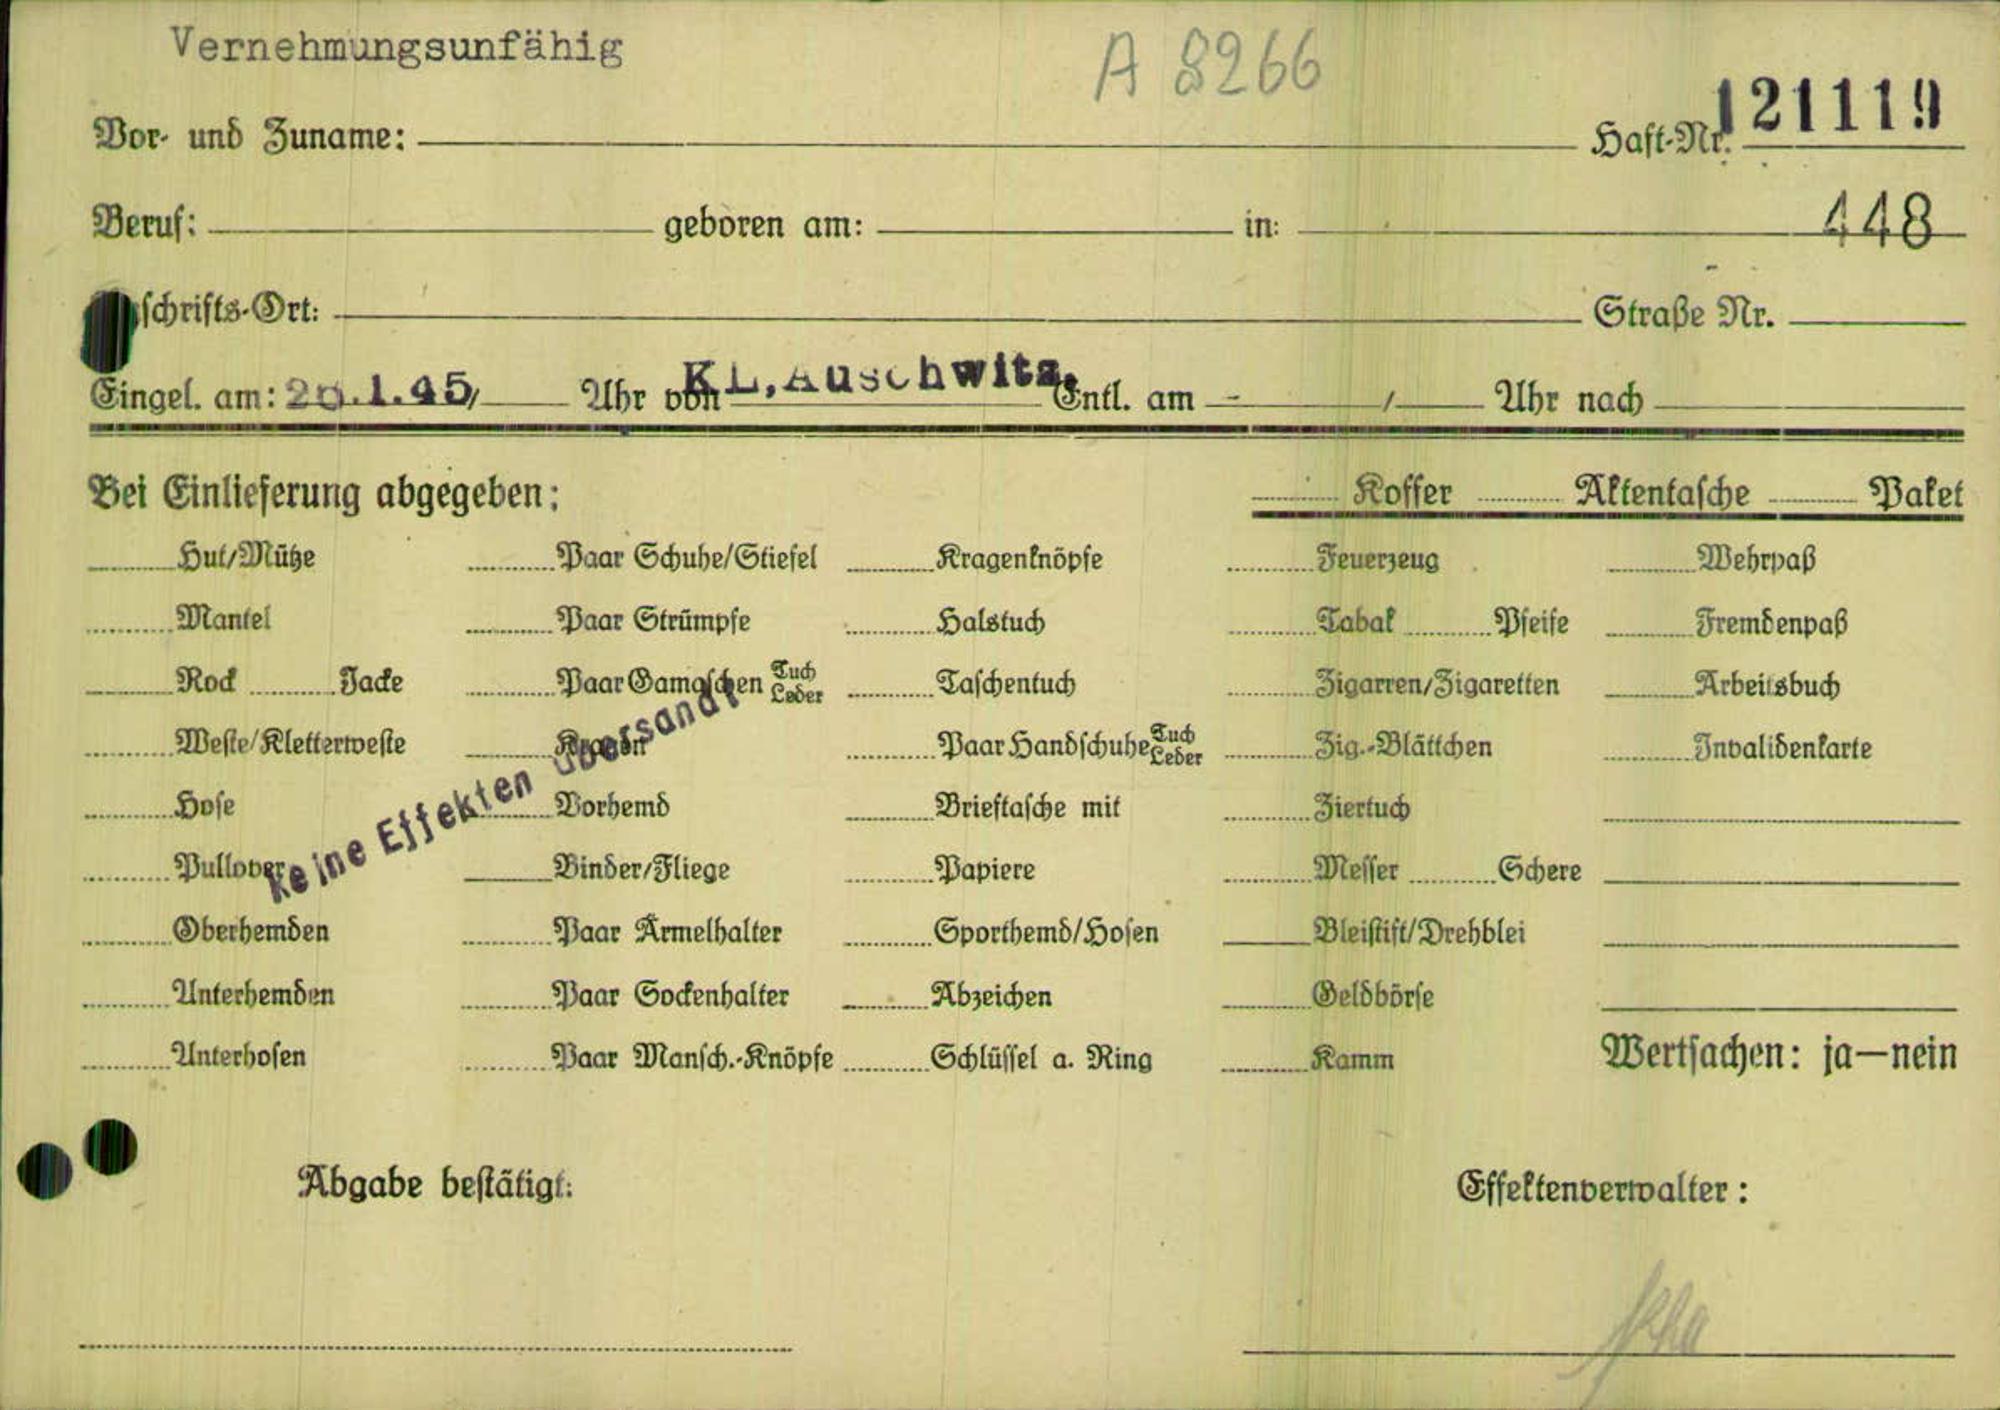 Vernehmungsunfähig
A 8266
Vor- und Zuname: Haft-Nr. 121119
Beruf: geboren am: in: 448
schrifts-Ort: Straße Nr.
Eingel. am: 26.1.45, Uhr von KL, Auschwitz. Entl. am / Uhr nach
Bei Einlieferung abgegeben: Koffer Aktentasche Paket
Hut/Mütze Paar Schuhe/Stiefel Kragenknöpfe Feuerzeug Wehrpaß
Mantel Paar Strümpfe Halstuch Tabak Pfeife Fremdenpaß
Rock Jacke Paar Gamaschen Tuch Leder Taschentuch Zigarren/Zigaretten Arbeitsbuch
Weste/Kletterweste Kragen Paar Handschuhe Tuch Leder Zig.-Blättchen Invalidenkarte
Hose Vorhemd Brieftasche mit Ziertuch
Pullover Binder/Fliege Papiere Messer Schere
Keine Effekten übersandt
Oberhemden Paar Ärmelhalter Sporthemd/Hosen Bleistift/Drehblei
Unterhemden Paar Sockenhalter Abzeichen Geldbörse
Unterhosen Paar Mansch.-Knöpfe Schlüssel a. Ring Kamm Wertsachen: ja—nein
Abgabe bestätigt: Effektenverwalter: